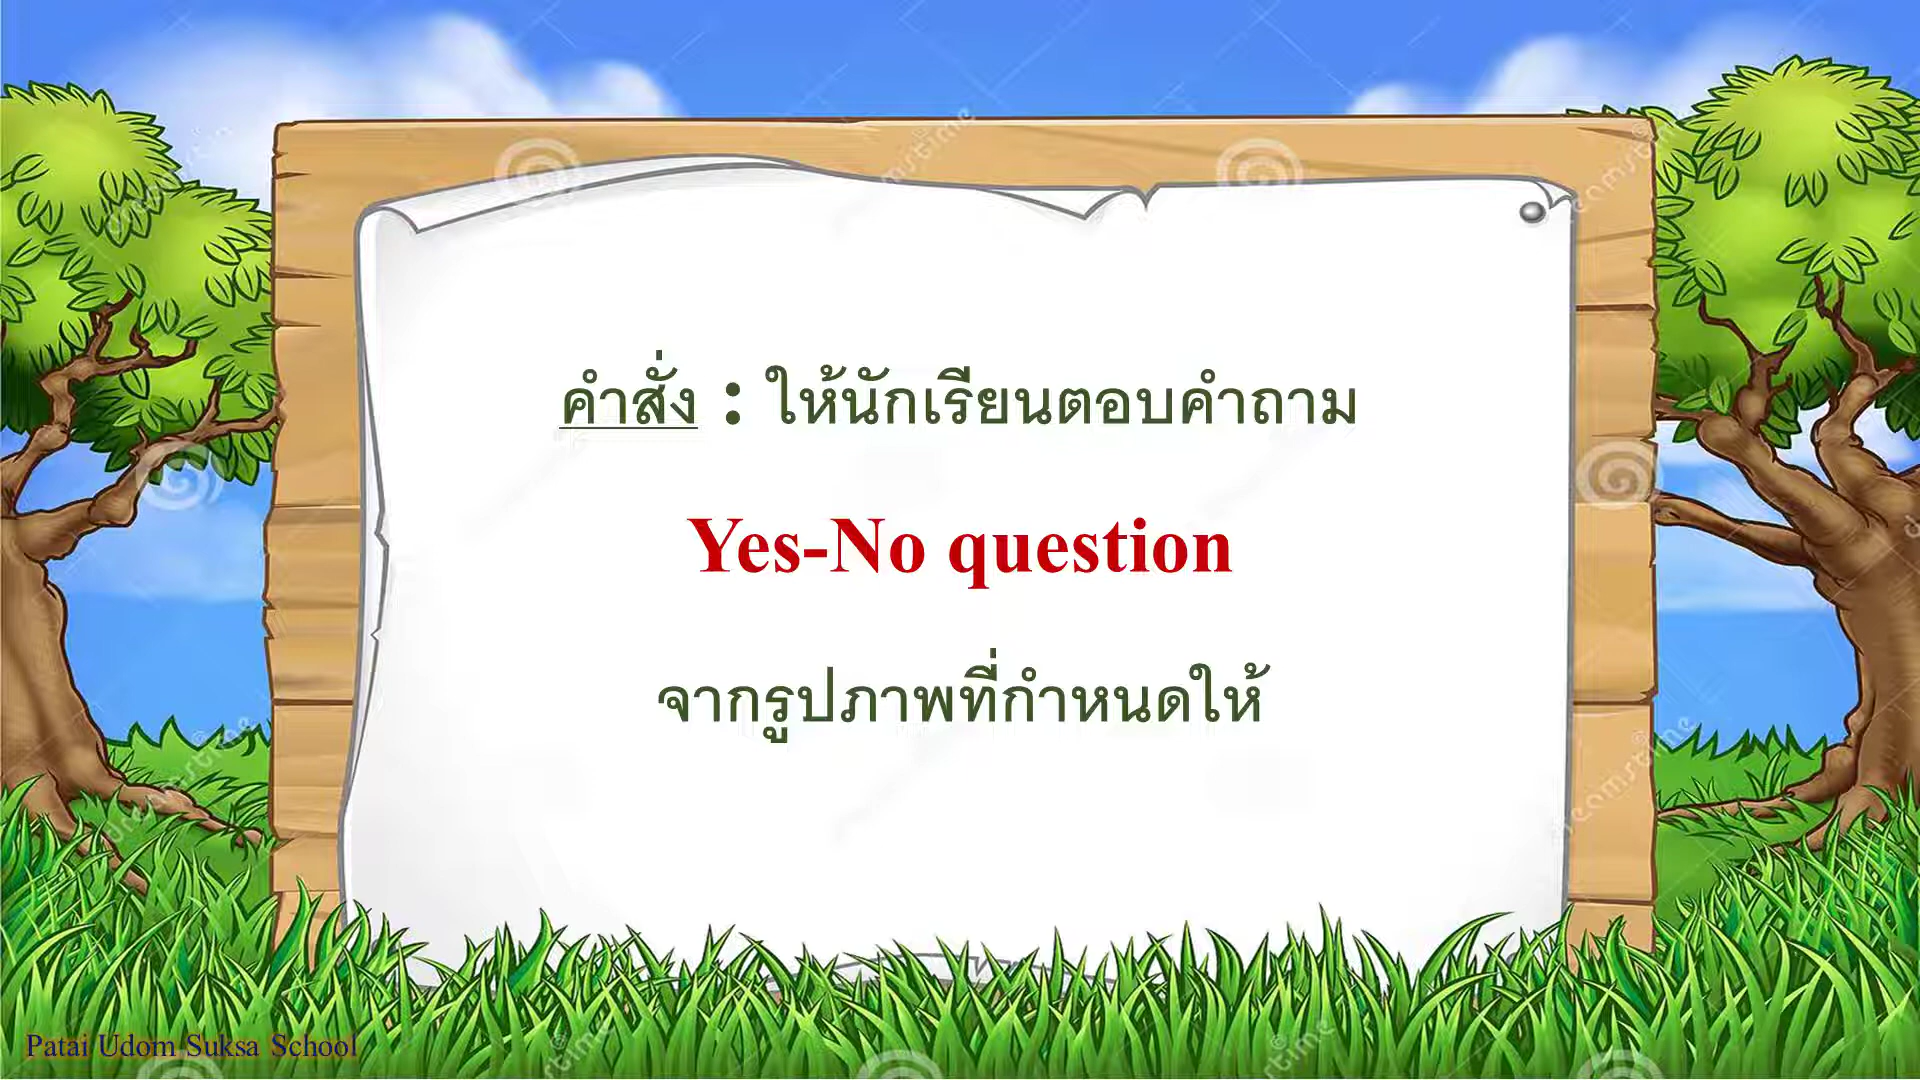 คำสั่ง : ให้นักเรียนตอบคำถาม
Yes-No question
จากรูปภาพที่กำหนดให้
Patai Udom Suksa School
dreamstime